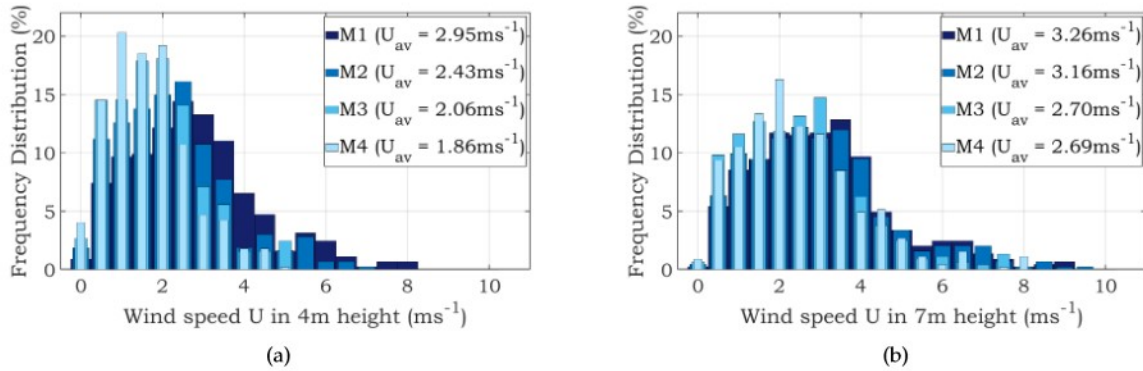 Frequency Distribution (%)
20
15
10
5
0
M1 (U_av = 2.95ms⁻¹)
M2 (U_av = 2.43ms⁻¹)
M3 (U_av = 2.06ms⁻¹)
M4 (U_av = 1.86ms⁻¹)
0 2 4 6 8 10
Wind speed U in 4m height (ms⁻¹)
(a)
Frequency Distribution (%)
20
15
10
5
0
M1 (U_av = 3.26ms⁻¹)
M2 (U_av = 3.16ms⁻¹)
M3 (U_av = 2.70ms⁻¹)
M4 (U_av = 2.69ms⁻¹)
0 2 4 6 8 10
Wind speed U in 7m height (ms⁻¹)
(b)